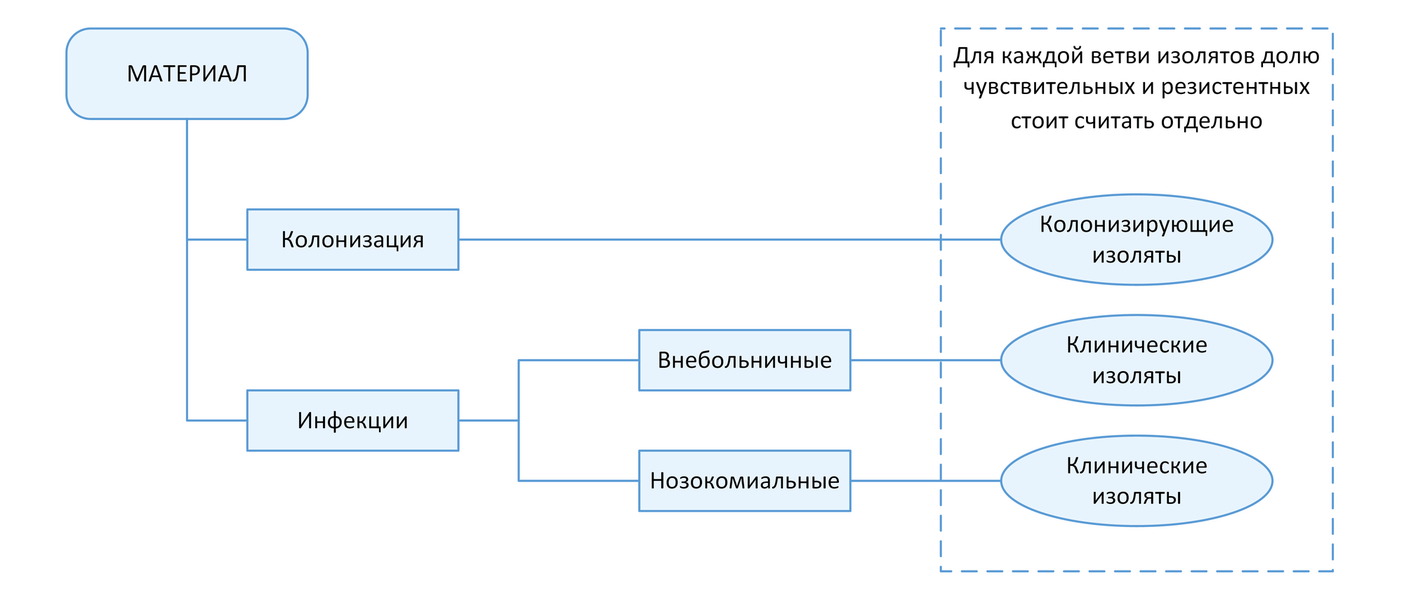 МАТЕРИАЛ
Для каждой ветви изолятов долю
чувствительных и резистентных
стоит считать отдельно
Колонизация
Колонизирующие
изоляты
Инфекции
Внебольничные
Клинические
изоляты
Нозокомиальные
Клинические
изоляты